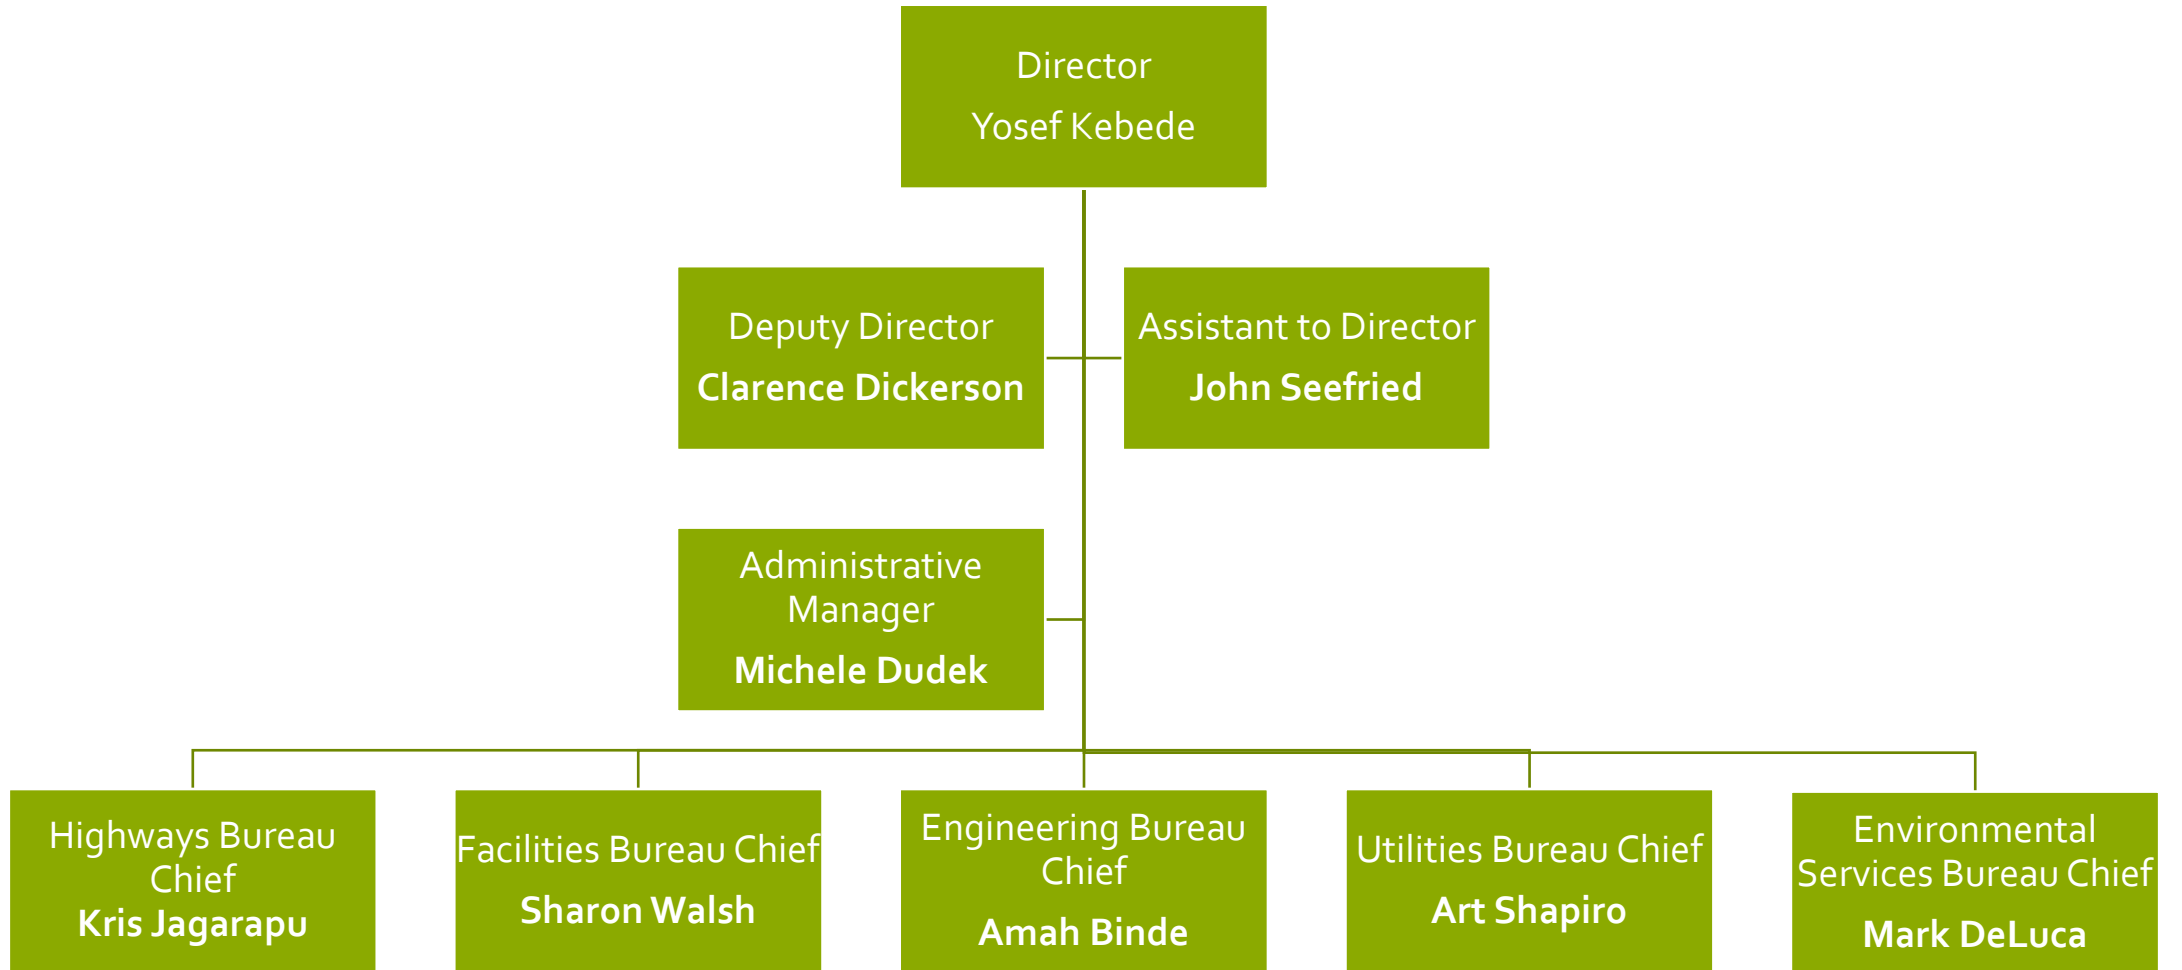 Director
Yosef Kebede
Deputy Director
Clarence Dickerson
Assistant to Director
John Seefried
Administrative
Manager
Michele Dudek
Highways Bureau
Chief
Kris Jagarapu
Facilities Bureau Chief
Sharon Walsh
Engineering Bureau
Chief
Amah Binde
Utilities Bureau Chief
Art Shapiro
Environmental
Services Bureau Chief
Mark DeLuca